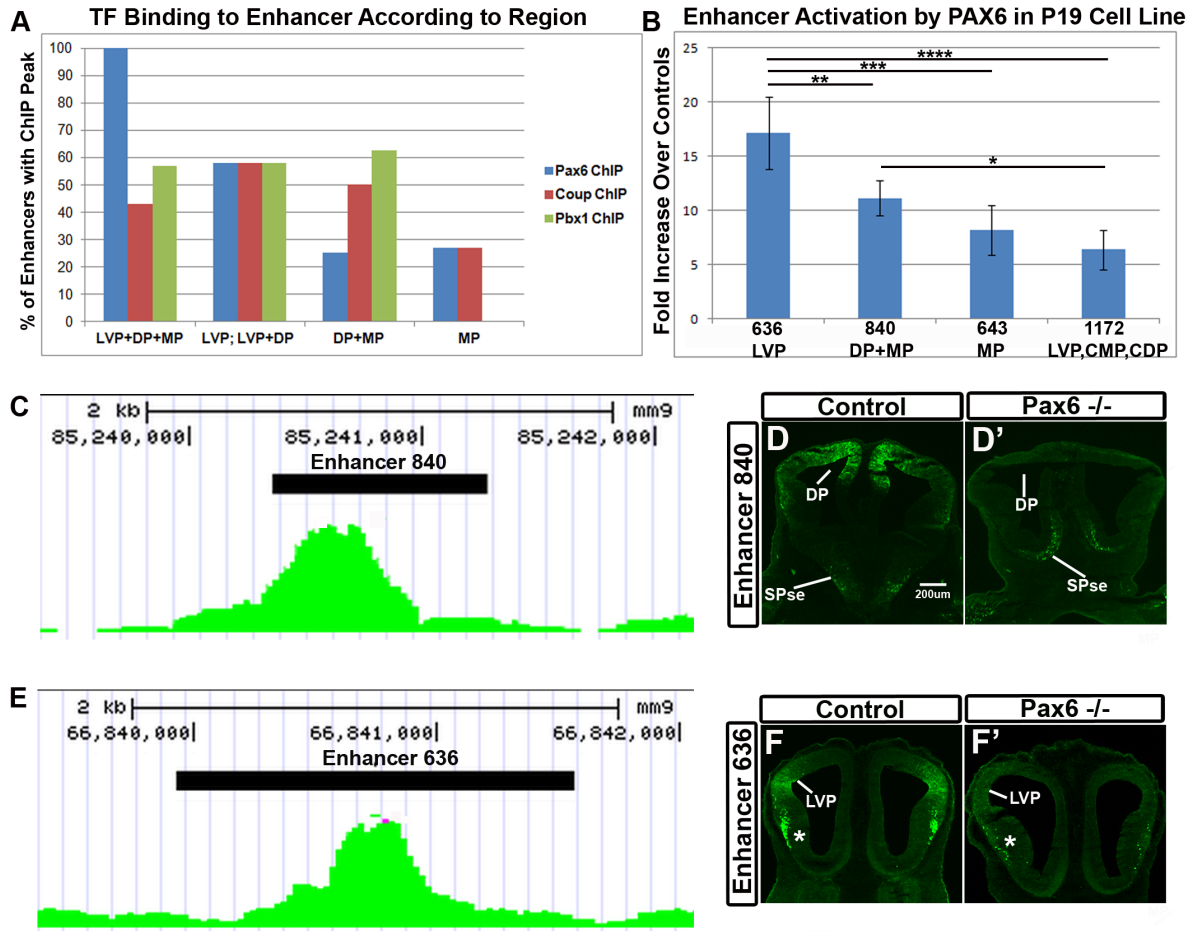 A
TF Binding to Enhancer According to Region
% of Enhancers with ChIP Peak
100
90
80
70
60
50
40
30
20
10
0
LVP+DP+MP
LVP; LVP+DP
DP+MP
MP
Pax6 ChIP
Coup ChIP
Pbx1 ChIP
B
Enhancer Activation by PAX6 in P19 Cell Line
Fold Increase Over Controls
25
20
15
10
5
0
****
***
**
*
636 840 643 1172
LVP DP+MP MP LVP,CMP,CDP
C
2 kb mm9
85,240,000| 85,241,000| 85,242,000|
Enhancer 840
Control Pax6 -/-
Enhancer 840
D
DP
SPse
200um
D’
DP
SPse
E
2 kb mm9
66,840,000| 66,841,000| 66,842,000|
Enhancer 636
Control Pax6 -/-
Enhancer 636
F
LVP
*
F’
LVP
*